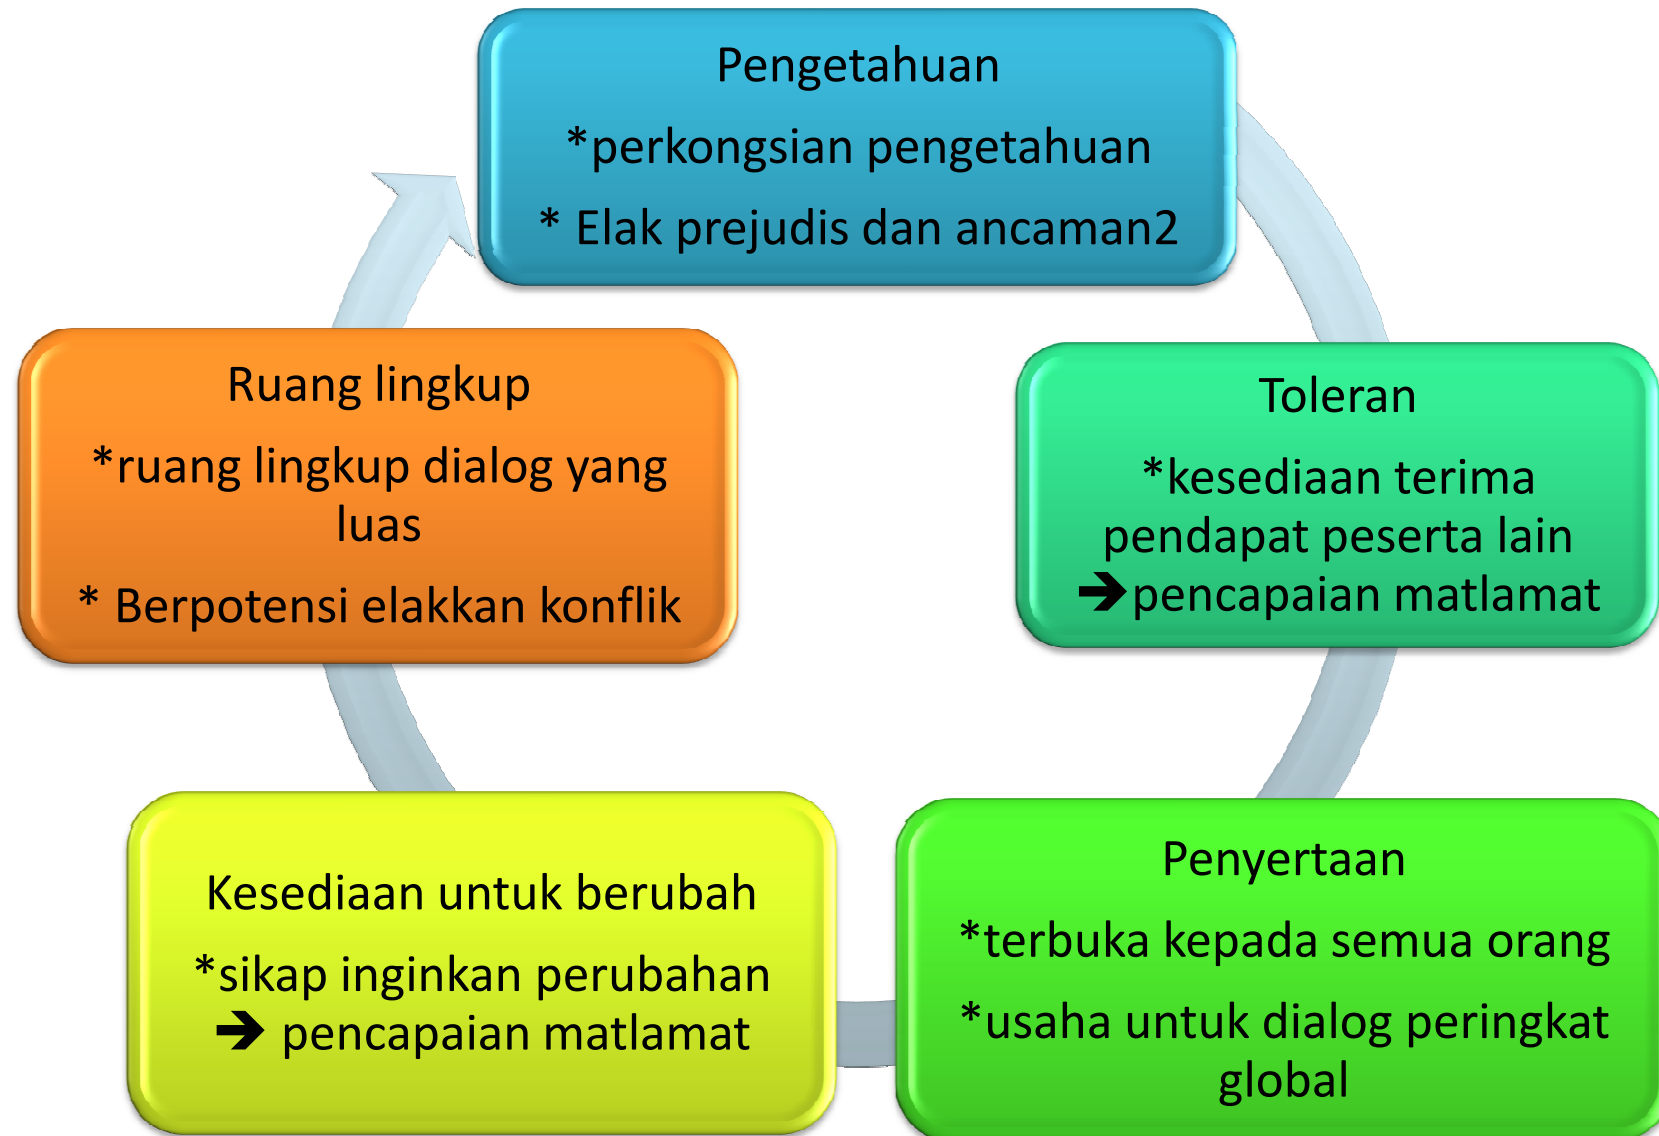 Pengetahuan
*perkongsian pengetahuan
* Elak prejudis dan ancaman2
Toleran
*kesediaan terima
pendapat peserta lain
➔pencapaian matlamat
Penyertaan
*terbuka kepada semua orang
*usaha untuk dialog peringkat
global
Kesediaan untuk berubah
*sikap inginkan perubahan
➔ pencapaian matlamat
Ruang lingkup
*ruang lingkup dialog yang
luas
* Berpotensi elakkan konflik